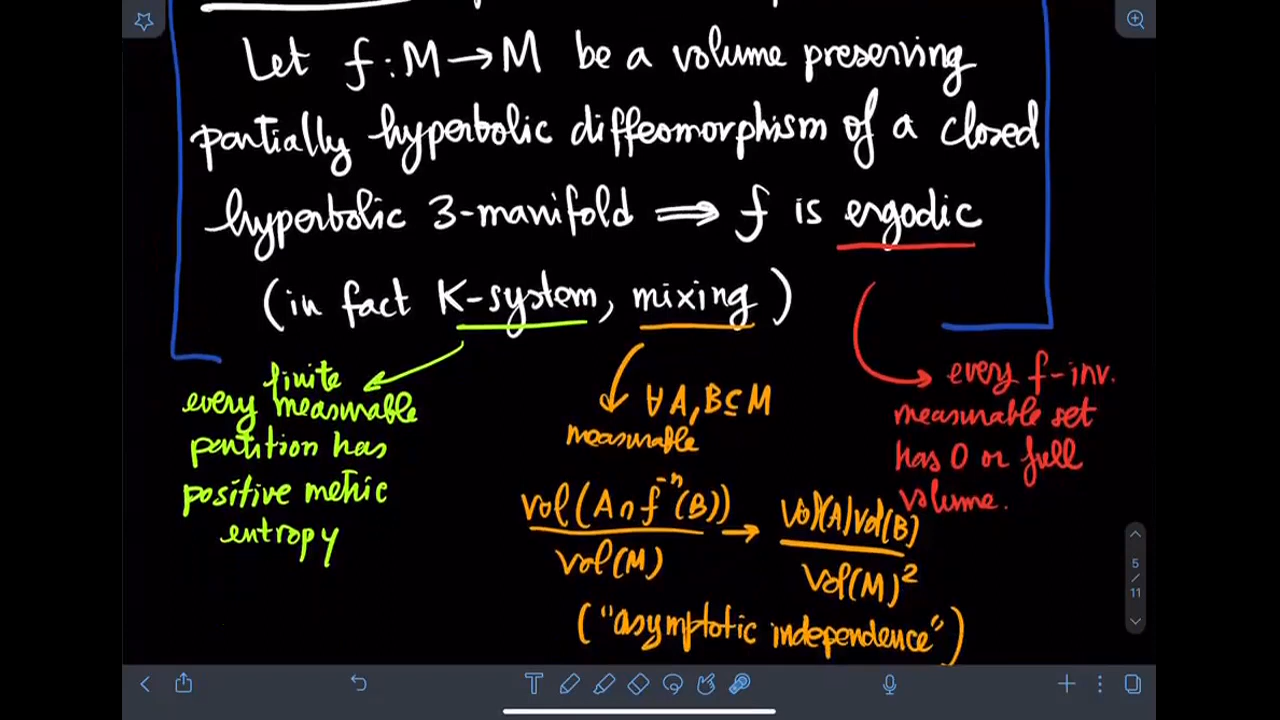 Let f : M → M be a volume preserving
partially hyperbolic diffeomorphism of a closed
hyperbolic 3-manifold ⟹ f is ergodic
(in fact K-system, mixing)
finite
every measurable
partition has
positive metric
entropy
∀ A, B ⊆ M
measurable
vol(A ∩ f⁻ⁿ(B)) / vol(M) → vol(A) vol(B) / vol(M)²
("asymptotic independence")
every f-inv.
measurable set
has 0 or full
volume.
5
/
11